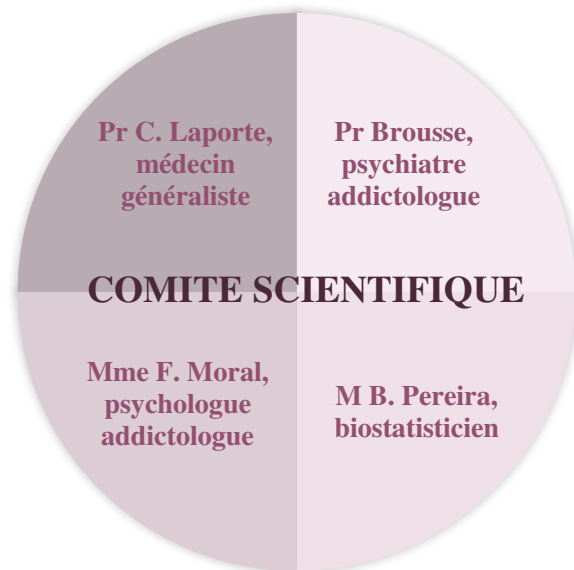 Pr C. Laporte,
médecin
généraliste
Pr Brousse,
psychiatre
addictologue
COMITE SCIENTIFIQUE
Mme F. Moral,
psychologue
addictologue
M B. Pereira,
biostatisticien